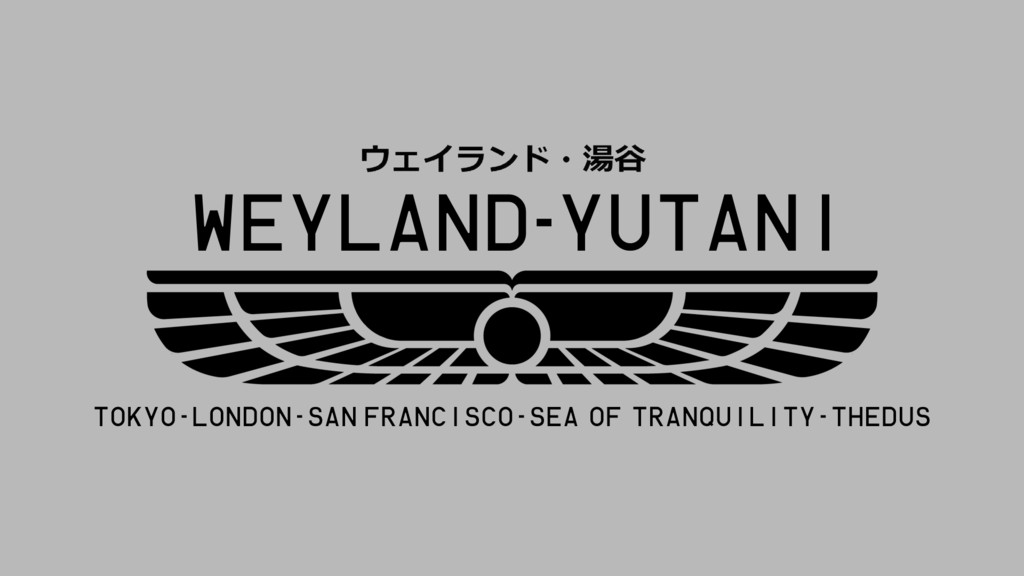 ウェイランド・湯谷
WEYLAND-YUTANI
TOKYO-LONDON-SAN FRANCISCO-SEA OF TRANQUILITY-THEDUS